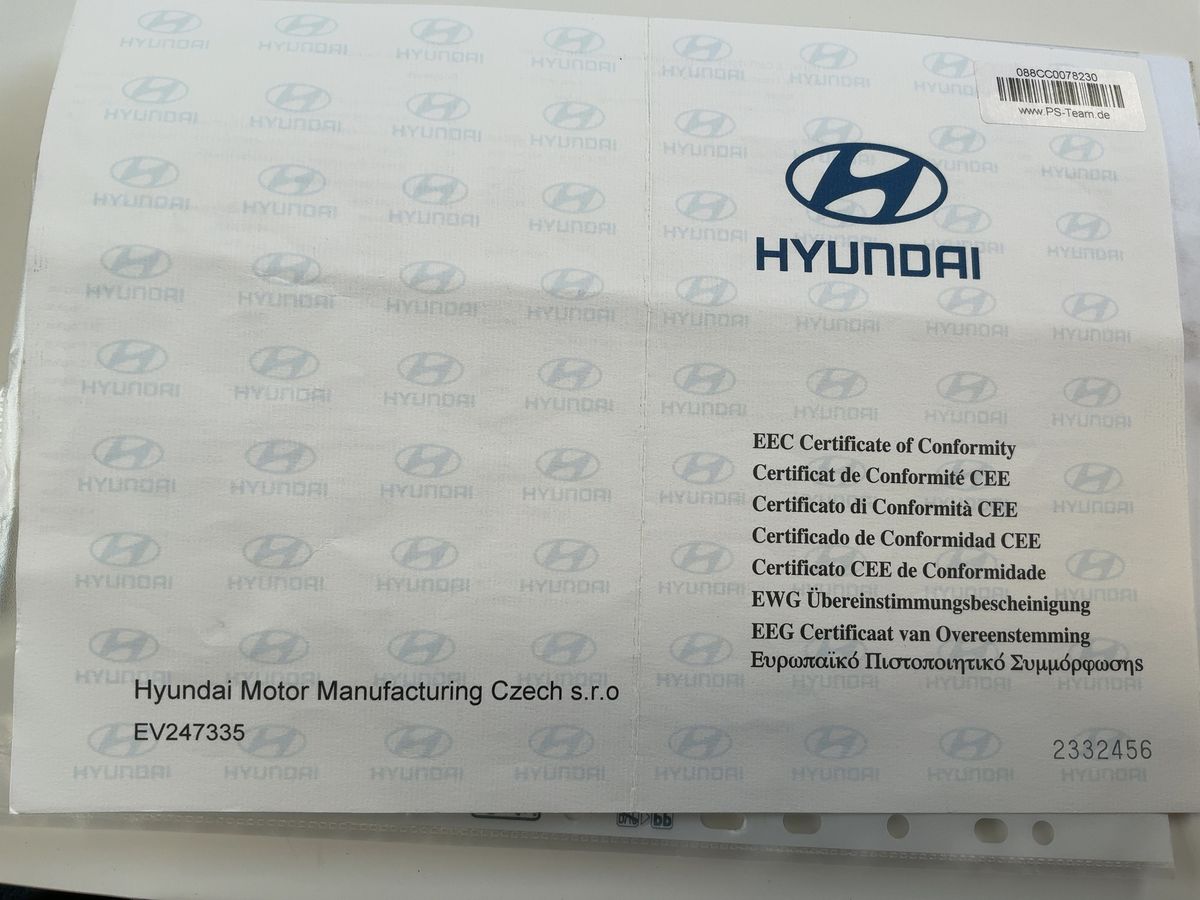 088CC0078230
www.PS-Team.de
HYUNDAI
EEC Certificate of Conformity
Certificat de Conformité CEE
Certificato di Conformità CEE
Certificado de Conformidad CEE
Certificato CEE de Conformidade
EWG Übereinstimmungsbescheinigung
EEG Certificaat van Overeenstemming
Ευρωπαϊκό Πιστοποιητικό Συμμόρφωσης
2332456
Hyundai Motor Manufacturing Czech s.r.o
EV247335